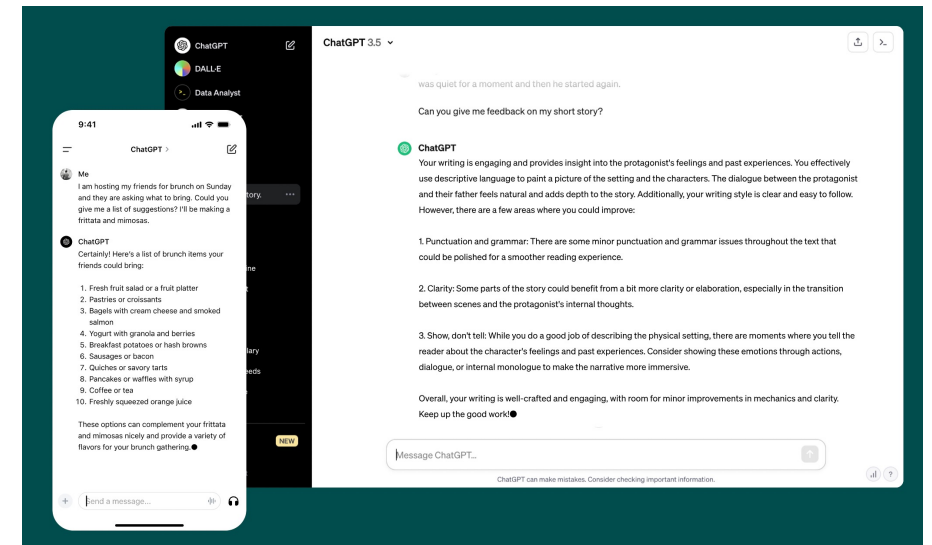 ChatGPT
DALL·E
Data Analyst
tory.
ine
lary
eeds
NEW
ChatGPT 3.5
was quiet for a moment and then he started again.
Can you give me feedback on my short story?
ChatGPT
Your writing is engaging and provides insight into the protagonist's feelings and past experiences. You effectively
use descriptive language to paint a picture of the setting and the characters. The dialogue between the protagonist
and their father feels natural and adds depth to the story. Additionally, your writing style is clear and easy to follow.
However, there are a few areas where you could improve:
1. Punctuation and grammar: There are some minor punctuation and grammar issues throughout the text that
could be polished for a smoother reading experience.
2. Clarity: Some parts of the story could benefit from a bit more clarity or elaboration, especially in the transition
between scenes and the protagonist's internal thoughts.
3. Show, don't tell: While you do a good job of describing the physical setting, there are moments where you tell the
reader about the character's feelings and past experiences. Consider showing these emotions through actions,
dialogue, or internal monologue to make the narrative more immersive.
Overall, your writing is well-crafted and engaging, with room for minor improvements in mechanics and clarity.
Keep up the good work!
Message ChatGPT...
ChatGPT can make mistakes. Consider checking important information.
?
9:41
ChatGPT >
Me
I am hosting my friends for brunch on Sunday
and they are asking what to bring. Could you
give me a list of suggestions? I'll be making a
frittata and mimosas.
ChatGPT
Certainly! Here's a list of brunch items your
friends could bring:
1. Fresh fruit salad or a fruit platter
2. Pastries or croissants
3. Bagels with cream cheese and smoked
salmon
4. Yogurt with granola and berries
5. Breakfast potatoes or hash browns
6. Sausages or bacon
7. Quiches or savory tarts
8. Pancakes or waffles with syrup
9. Coffee or tea
10. Freshly squeezed orange juice
These options can complement your frittata
and mimosas nicely and provide a variety of
flavors for your brunch gathering.
Send a message...